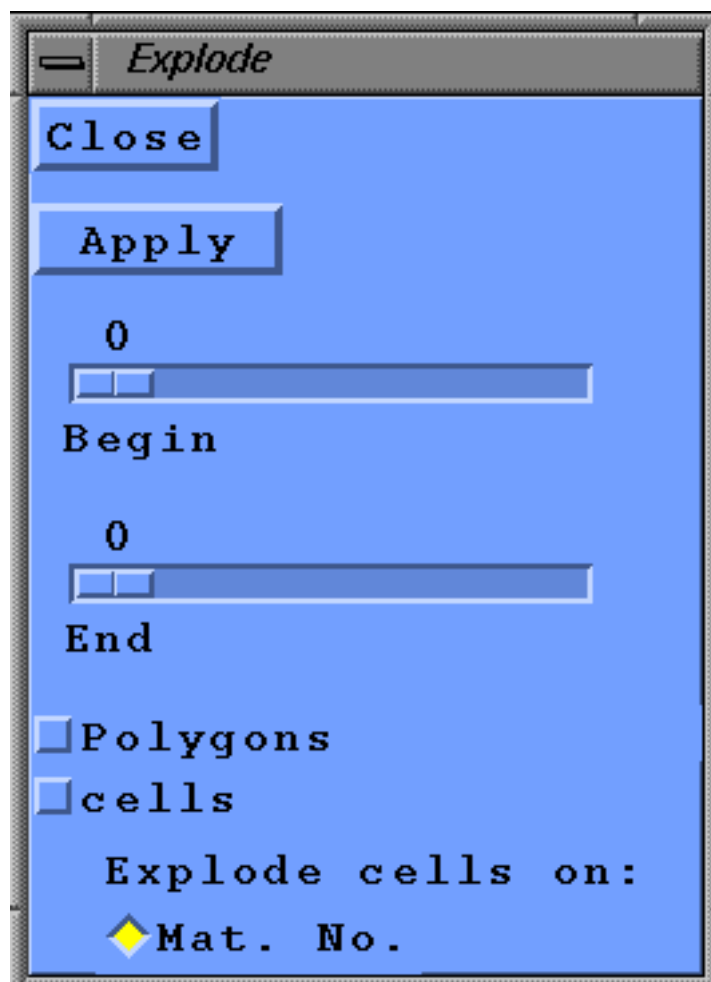 Explode
Close
Apply
0
Begin
0
End
Polygons
cells
Explode cells on:
Mat. No.